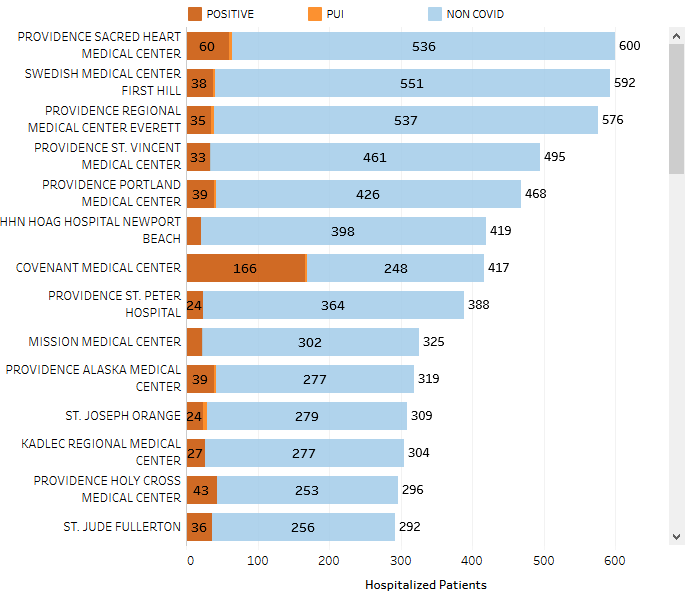 POSITIVE PUI NON COVID
PROVIDENCE SACRED HEART
MEDICAL CENTER
60 536 600
SWEDISH MEDICAL CENTER
FIRST HILL
38 551 592
PROVIDENCE REGIONAL
MEDICAL CENTER EVERETT
35 537 576
PROVIDENCE ST. VINCENT
MEDICAL CENTER
33 461 495
PROVIDENCE PORTLAND
MEDICAL CENTER
39 426 468
HHN HOAG HOSPITAL NEWPORT
BEACH
398 419
COVENANT MEDICAL CENTER 166 248 417
PROVIDENCE ST. PETER
HOSPITAL
24 364 388
MISSION MEDICAL CENTER 302 325
PROVIDENCE ALASKA MEDICAL
CENTER
39 277 319
ST. JOSEPH ORANGE 24 279 309
KADLEC REGIONAL MEDICAL
CENTER
27 277 304
PROVIDENCE HOLY CROSS
MEDICAL CENTER
43 253 296
ST. JUDE FULLERTON 36 256 292
0 100 200 300 400 500 600
Hospitalized Patients